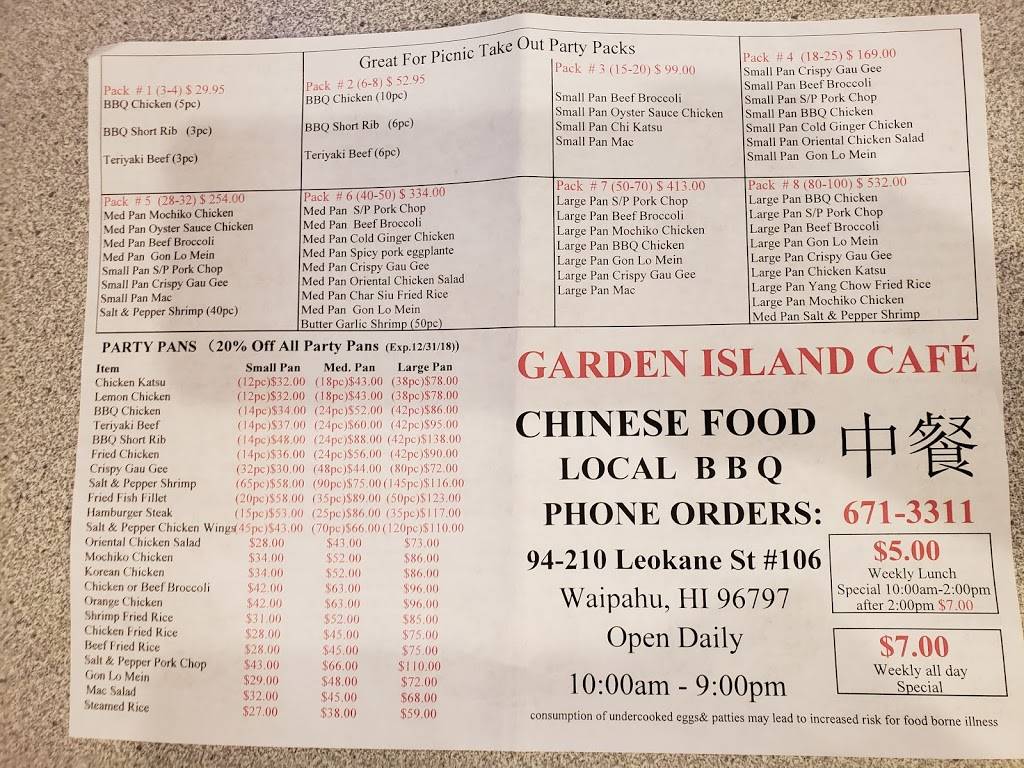 Great For Picnic Take Out Party Packs
Pack # 1 (3-4) $ 29.95
BBQ Chicken (5pc)
BBQ Short Rib (3pc)
Teriyaki Beef (3pc)
Pack # 2 (6-8) $ 52.95
BBQ Chicken (10pc)
BBQ Short Rib (6pc)
Teriyaki Beef (6pc)
Pack # 3 (15-20) $ 99.00
Small Pan Beef Broccoli
Small Pan Oyster Sauce Chicken
Small Pan Chi Katsu
Small Pan Mac
Pack # 4 (18-25) $ 169.00
Small Pan Crispy Gau Gee
Small Pan Beef Broccoli
Small Pan S/P Pork Chop
Small Pan BBQ Chicken
Small Pan Cold Ginger Chicken
Small Pan Oriental Chicken Salad
Small Pan Gon Lo Mein
Pack # 5 (28-32) $ 254.00
Med Pan Mochiko Chicken
Med Pan Oyster Sauce Chicken
Med Pan Beef Broccoli
Med Pan Gon Lo Mein
Small Pan S/P Pork Chop
Small Pan Crispy Gau Gee
Small Pan Mac
Salt & Pepper Shrimp (40pc)
Pack # 6 (40-50) $ 334.00
Med Pan S/P Pork Chop
Med Pan Beef Broccoli
Med Pan Cold Ginger Chicken
Med Pan Spicy pork eggplante
Med Pan Crispy Gau Gee
Med Pan Oriental Chicken Salad
Med Pan Char Siu Fried Rice
Med Pan Gon Lo Mein
Butter Garlic Shrimp (50pc)
Pack # 7 (50-70) $ 413.00
Large Pan S/P Pork Chop
Large Pan Beef Broccoli
Large Pan Mochiko Chicken
Large Pan BBQ Chicken
Large Pan Gon Lo Mein
Large Pan Crispy Gau Gee
Large Pan Mac
Pack # 8 (80-100) $ 532.00
Large Pan BBQ Chicken
Large Pan S/P Pork Chop
Large Pan Beef Broccoli
Large Pan Gon Lo Mein
Large Pan Crispy Gau Gee
Large Pan Chicken Katsu
Large Pan Yang Chow Fried Rice
Large Pan Mochiko Chicken
Med Pan Salt & Pepper Shrimp
PARTY PANS (20% Off All Party Pans (Exp.12/31/18))
Item Small Pan Med. Pan Large Pan
Chicken Katsu (12pc)$32.00 (18pc)$43.00 (38pc)$78.00
Lemon Chicken (12pc)$32.00 (18pc)$43.00 (38pc)$78.00
BBQ Chicken (14pc)$34.00 (24pc)$52.00 (42pc)$86.00
Teriyaki Beef (14pc)$37.00 (24pc)$60.00 (42pc)$95.00
BBQ Short Rib (14pc)$48.00 (24pc)$88.00 (42pc)$138.00
Fried Chicken (14pc)$36.00 (24pc)$56.00 (42pc)$90.00
Crispy Gau Gee (32pc)$30.00 (48pc)$44.00 (80pc)$72.00
Salt & Pepper Shrimp (65pc)$58.00 (90pc)$75.00 (145pc)$116.00
Fried Fish Fillet (20pc)$58.00 (35pc)$89.00 (50pc)$123.00
Hamburger Steak (15pc)$53.00 (25pc)$86.00 (35pc)$117.00
Salt & Pepper Chicken Wings(45pc)$43.00 (70pc)$66.00 (120pc)$110.00
Oriental Chicken Salad $28.00 $43.00 $73.00
Mochiko Chicken $34.00 $52.00 $86.00
Korean Chicken $34.00 $52.00 $86.00
Chicken or Beef Broccoli $42.00 $63.00 $96.00
Orange Chicken $42.00 $63.00 $96.00
Shrimp Fried Rice $31.00 $52.00 $85.00
Chicken Fried Rice $28.00 $45.00 $75.00
Beef Fried Rice $28.00 $45.00 $75.00
Salt & Pepper Pork Chop $43.00 $66.00 $110.00
Gon Lo Mein $29.00 $48.00 $72.00
Mac Salad $32.00 $45.00 $68.00
Steamed Rice $27.00 $38.00 $59.00
GARDEN ISLAND CAFÉ
CHINESE FOOD 中餐
LOCAL B B Q
PHONE ORDERS: 671-3311
94-210 Leokane St #106
Waipahu, HI 96797
Open Daily
10:00am - 9:00pm
$5.00
Weekly Lunch
Special 10:00am-2:00pm
after 2:00pm $7.00
$7.00
Weekly all day
Special
consumption of undercooked eggs& patties may lead to increased risk for food borne illness